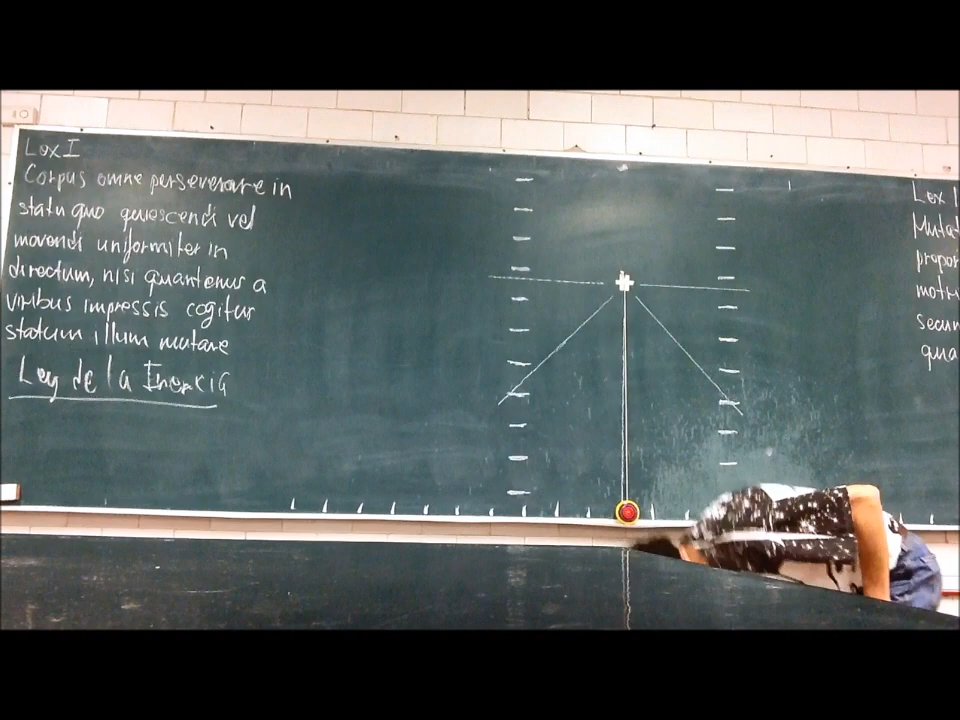 Lex I
Corpus omne perseverare in
statu quo quiescendi vel
movendi uniformiter in
directum, nisi quantenus a
viribus impressis cogitur
statum illum mutare
Ley de la Inercia
Lex I
Mutat
propor
motri
secun
qua